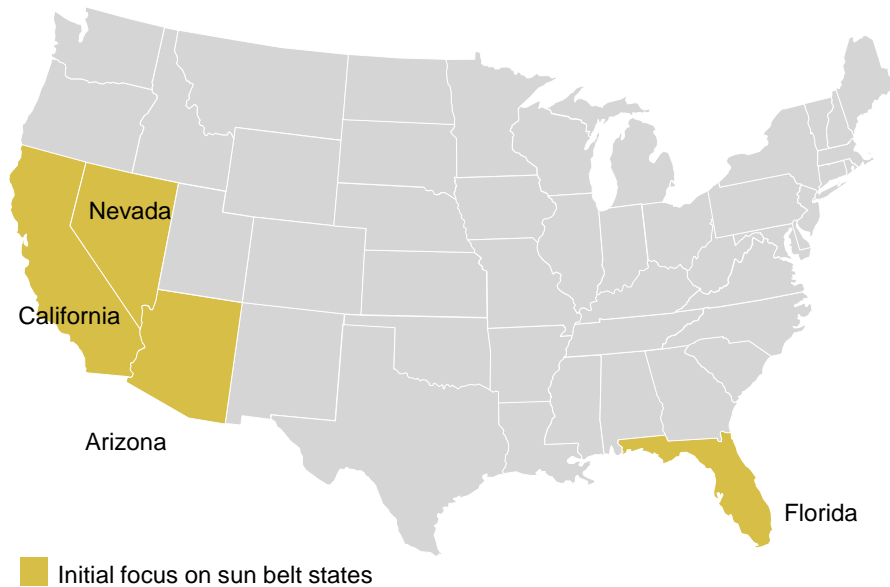 Nevada
California
Arizona
Florida
Initial focus on sun belt states